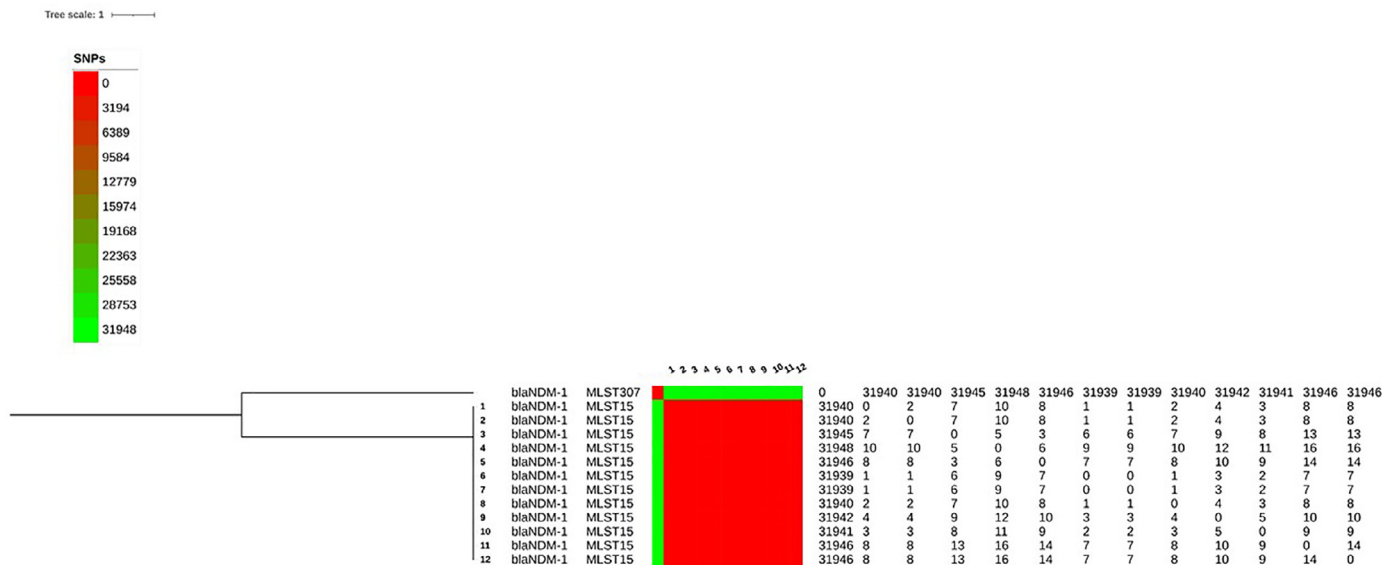 Tree scale: 1
SNPs
0
3194
6389
9584
12779
15974
19168
22363
25558
28753
31948
1 2 3 4 5 6 7 8 9 10 11 12
blaNDM-1 MLST307 0 31940 31940 31945 31948 31946 31939 31939 31940 31942 31941 31946 31946
1 blaNDM-1 MLST15 31940 0 2 7 10 8 1 1 2 4 3 8 8
2 blaNDM-1 MLST15 31940 2 0 7 10 8 1 1 2 4 3 8 8
3 blaNDM-1 MLST15 31945 7 7 0 5 3 6 6 7 9 8 13 13
4 blaNDM-1 MLST15 31948 10 10 5 0 6 9 9 10 12 11 16 16
5 blaNDM-1 MLST15 31946 8 8 3 6 0 7 7 8 10 9 14 14
6 blaNDM-1 MLST15 31939 1 1 6 9 7 0 0 1 3 2 7 7
7 blaNDM-1 MLST15 31939 1 1 6 9 7 0 0 1 3 2 7 7
8 blaNDM-1 MLST15 31940 2 2 7 10 8 1 1 0 4 3 8 8
9 blaNDM-1 MLST15 31942 4 4 9 12 10 3 3 4 0 5 10 10
10 blaNDM-1 MLST15 31941 3 3 8 11 9 2 2 3 5 0 9 9
11 blaNDM-1 MLST15 31946 8 8 13 16 14 7 7 8 10 9 0 14
12 blaNDM-1 MLST15 31946 8 8 13 16 14 7 7 8 10 9 14 0